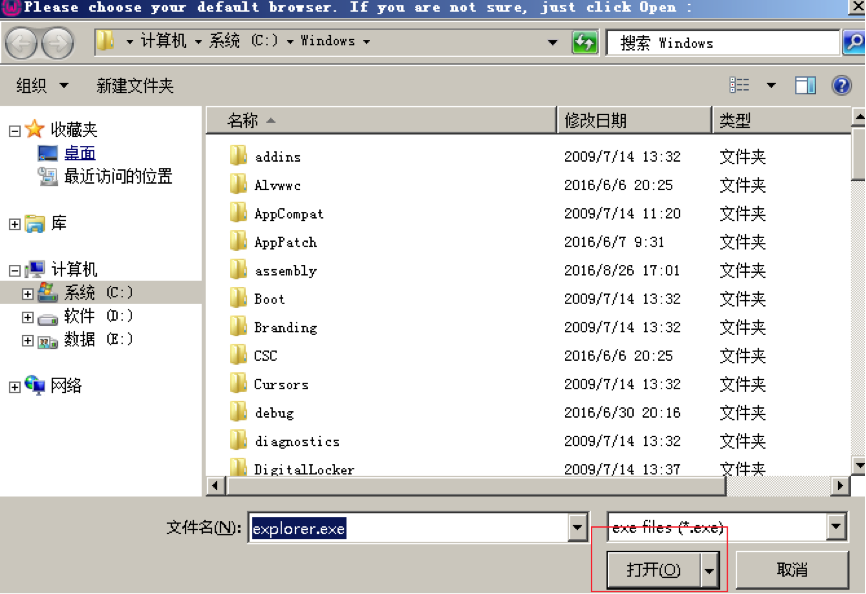 Please choose your default browser. If you are not sure, just click Open :
计算机 系统 (C:) Windows
搜索 Windows
组织 新建文件夹
收藏夹
桌面
最近访问的位置
库
计算机
系统 (C:)
软件 (D:)
数据 (E:)
网络
名称 修改日期 类型
addins 2009/7/14 13:32 文件夹
Alvwwc 2016/6/6 20:25 文件夹
AppCompat 2009/7/14 11:20 文件夹
AppPatch 2016/6/7 9:31 文件夹
assembly 2016/8/26 17:01 文件夹
Boot 2009/7/14 13:32 文件夹
Branding 2009/7/14 13:32 文件夹
CSC 2016/6/6 20:25 文件夹
Cursors 2009/7/14 13:32 文件夹
debug 2016/6/30 20:16 文件夹
diagnostics 2009/7/14 13:32 文件夹
DigitalLocker 2009/7/14 13:37 文件夹
文件名(N): explorer.exe exe files (*.exe)
打开(O) 取消